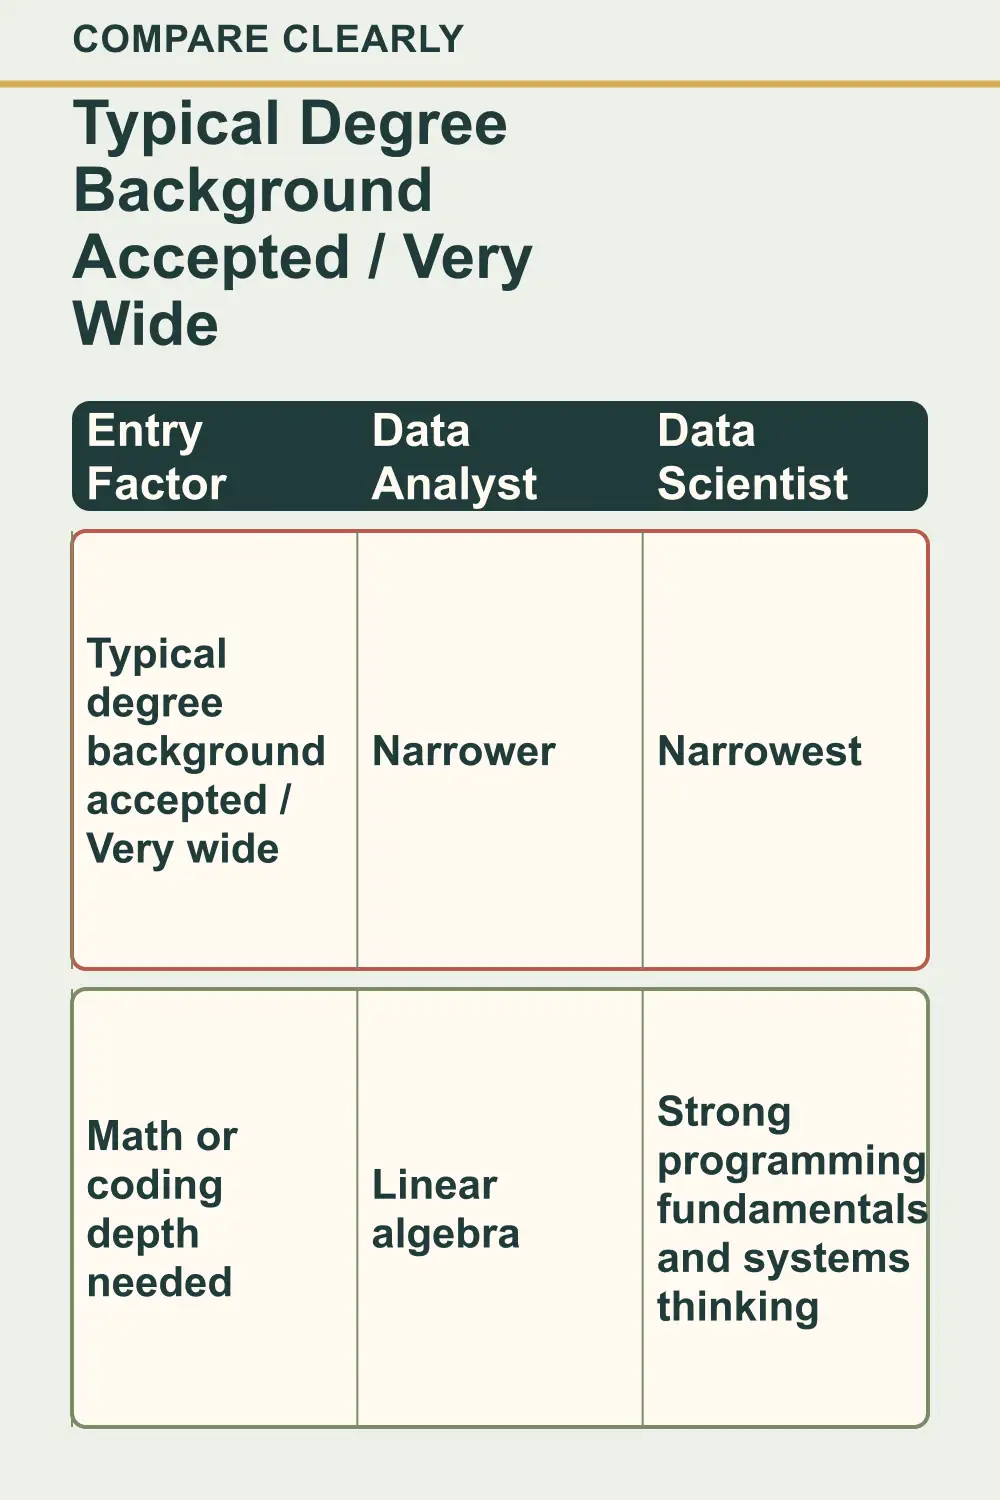 COMPARE CLEARLY
Typical Degree
Background
Accepted / Very
Wide
Entry
Factor
Data
Analyst
Data
Scientist
Typical
degree
background
accepted /
Very wide
Narrower
Narrowest
Math or
coding
depth
needed
Linear
algebra
Strong
programming
fundamentals
and systems
thinking